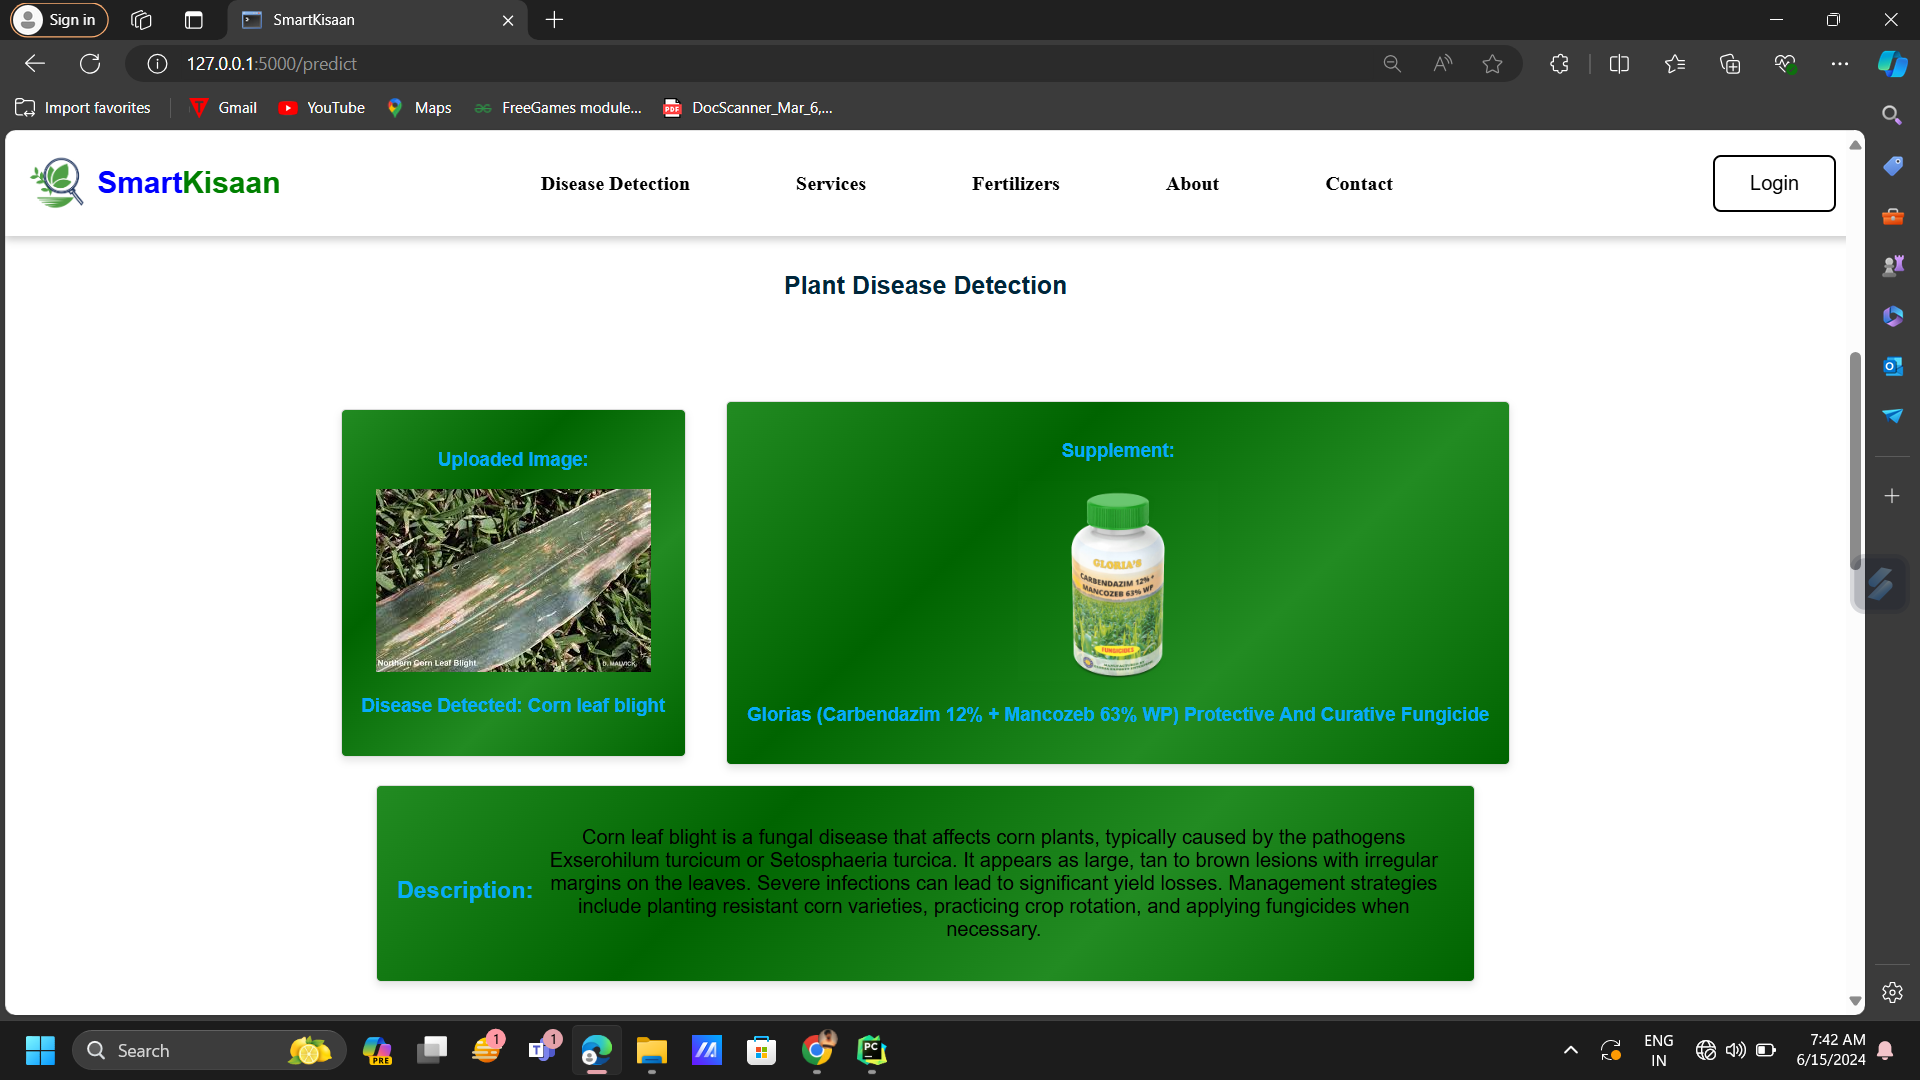 Sign in
SmartKisaan
127.0.0.1:5000/predict
Import favorites
Gmail
YouTube
Maps
FreeGames module...
DocScanner_Mar_6,...
SmartKisaan
Disease Detection
Services
Fertilizers
About
Contact
Login
Plant Disease Detection
Uploaded Image:
Northern Corn Leaf Blight
D. MALVICK
Disease Detected: Corn leaf blight
Supplement:
GLORIA'S
CARBENDAZIM 12% +
MANCOZEB 63% WP
FUNGICIDES
Glorias (Carbendazim 12% + Mancozeb 63% WP) Protective And Curative Fungicide
Description:
Corn leaf blight is a fungal disease that affects corn plants, typically caused by the pathogens
Exserohilum turcicum or Setosphaeria turcica. It appears as large, tan to brown lesions with irregular
margins on the leaves. Severe infections can lead to significant yield losses. Management strategies
include planting resistant corn varieties, practicing crop rotation, and applying fungicides when
necessary.
Search
PRE
1
1
PC
ENG
IN
7:42 AM
6/15/2024